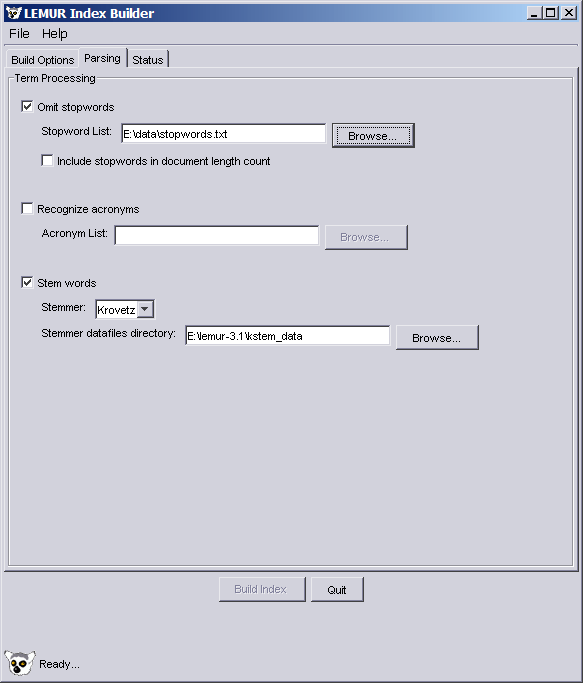 LEMUR Index Builder
File Help
Build Options Parsing Status
Term Processing
Omit stopwords
Stopword List: E:\data\stopwords.txt Browse...
Include stopwords in document length count
Recognize acronyms
Acronym List: Browse...
Stem words
Stemmer: Krovetz
Stemmer datafiles directory: E:\lemur-3.1\kstem_data Browse...
Build Index Quit
Ready...